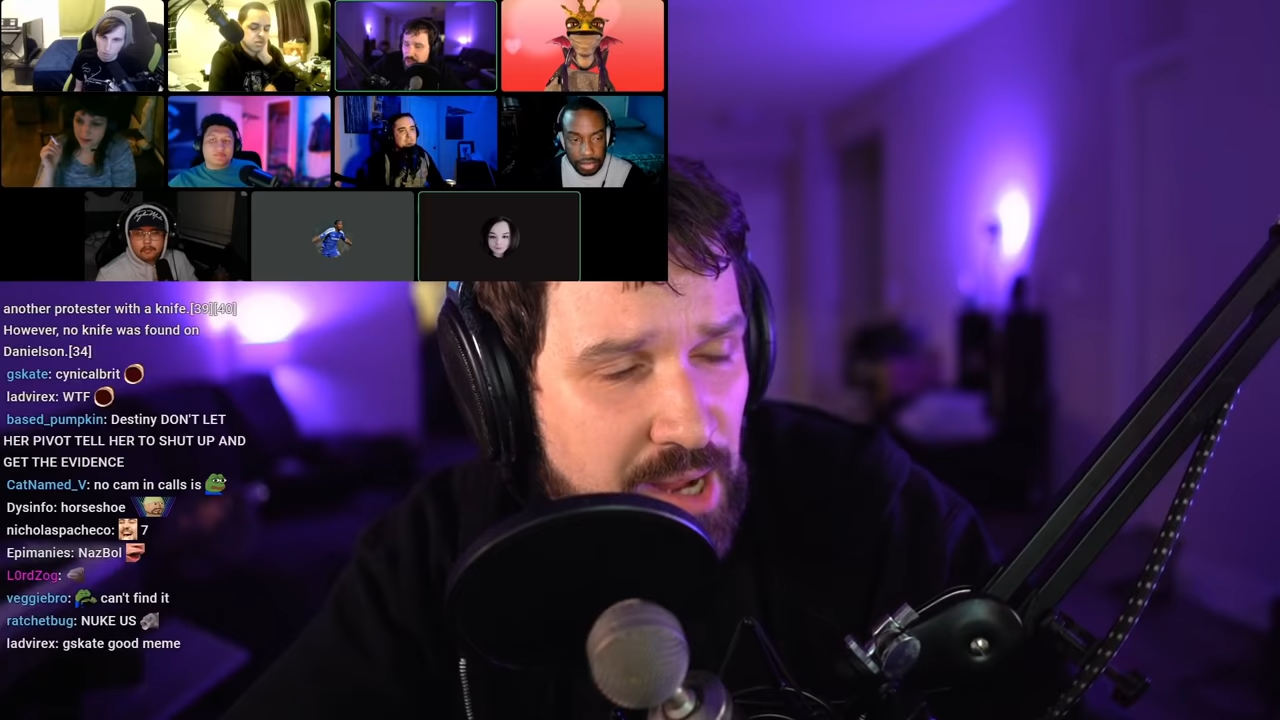 another protester with a knife.[39][40]
However, no knife was found on
Danielson.[34]
gskate: cynicalbrit
ladvirex: WTF
based_pumpkin: Destiny DON'T LET
HER PIVOT TELL HER TO SHUT UP AND
GET THE EVIDENCE
CatNamed_V: no cam in calls is
Dysinfo: horseshoe
nicholaspacheco: 7
Epimanies: NazBol
L0rdZog:
veggiebro: can't find it
ratchetbug: NUKE US
ladvirex: gskate good meme